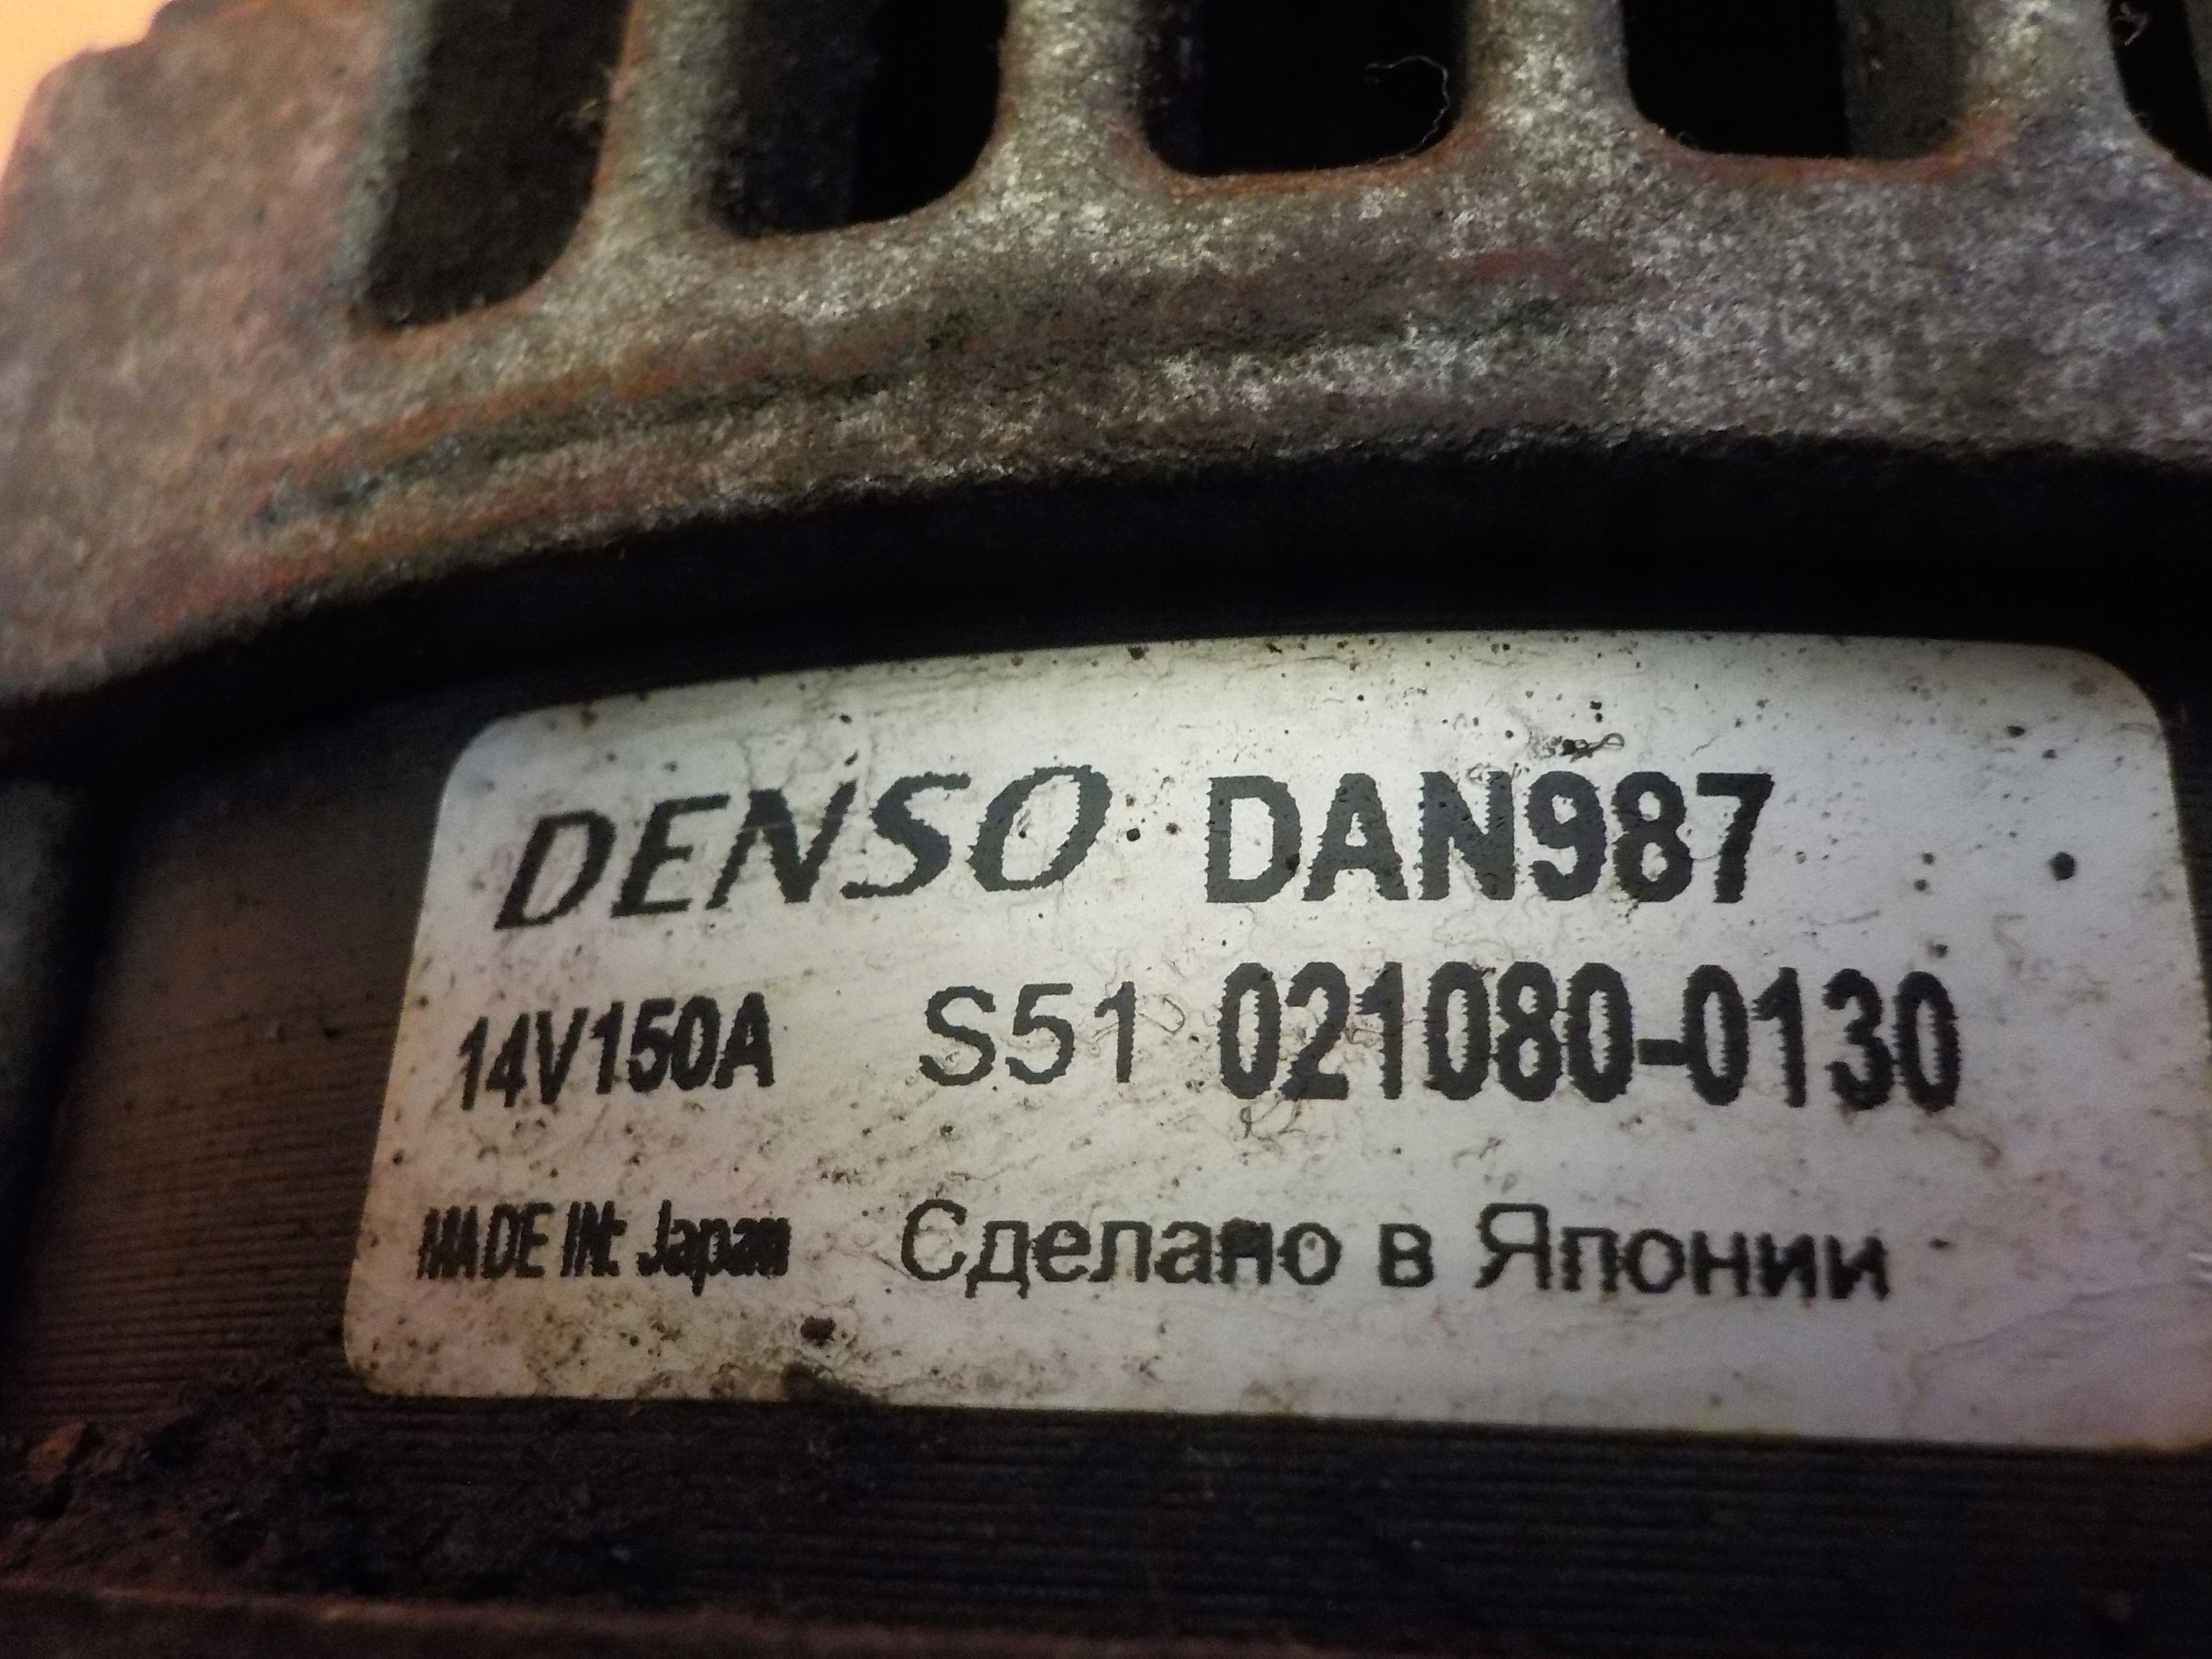 DENSO DAN987
14V150A S51 021080-0130
MADE IN: Japan Сделано в Японии